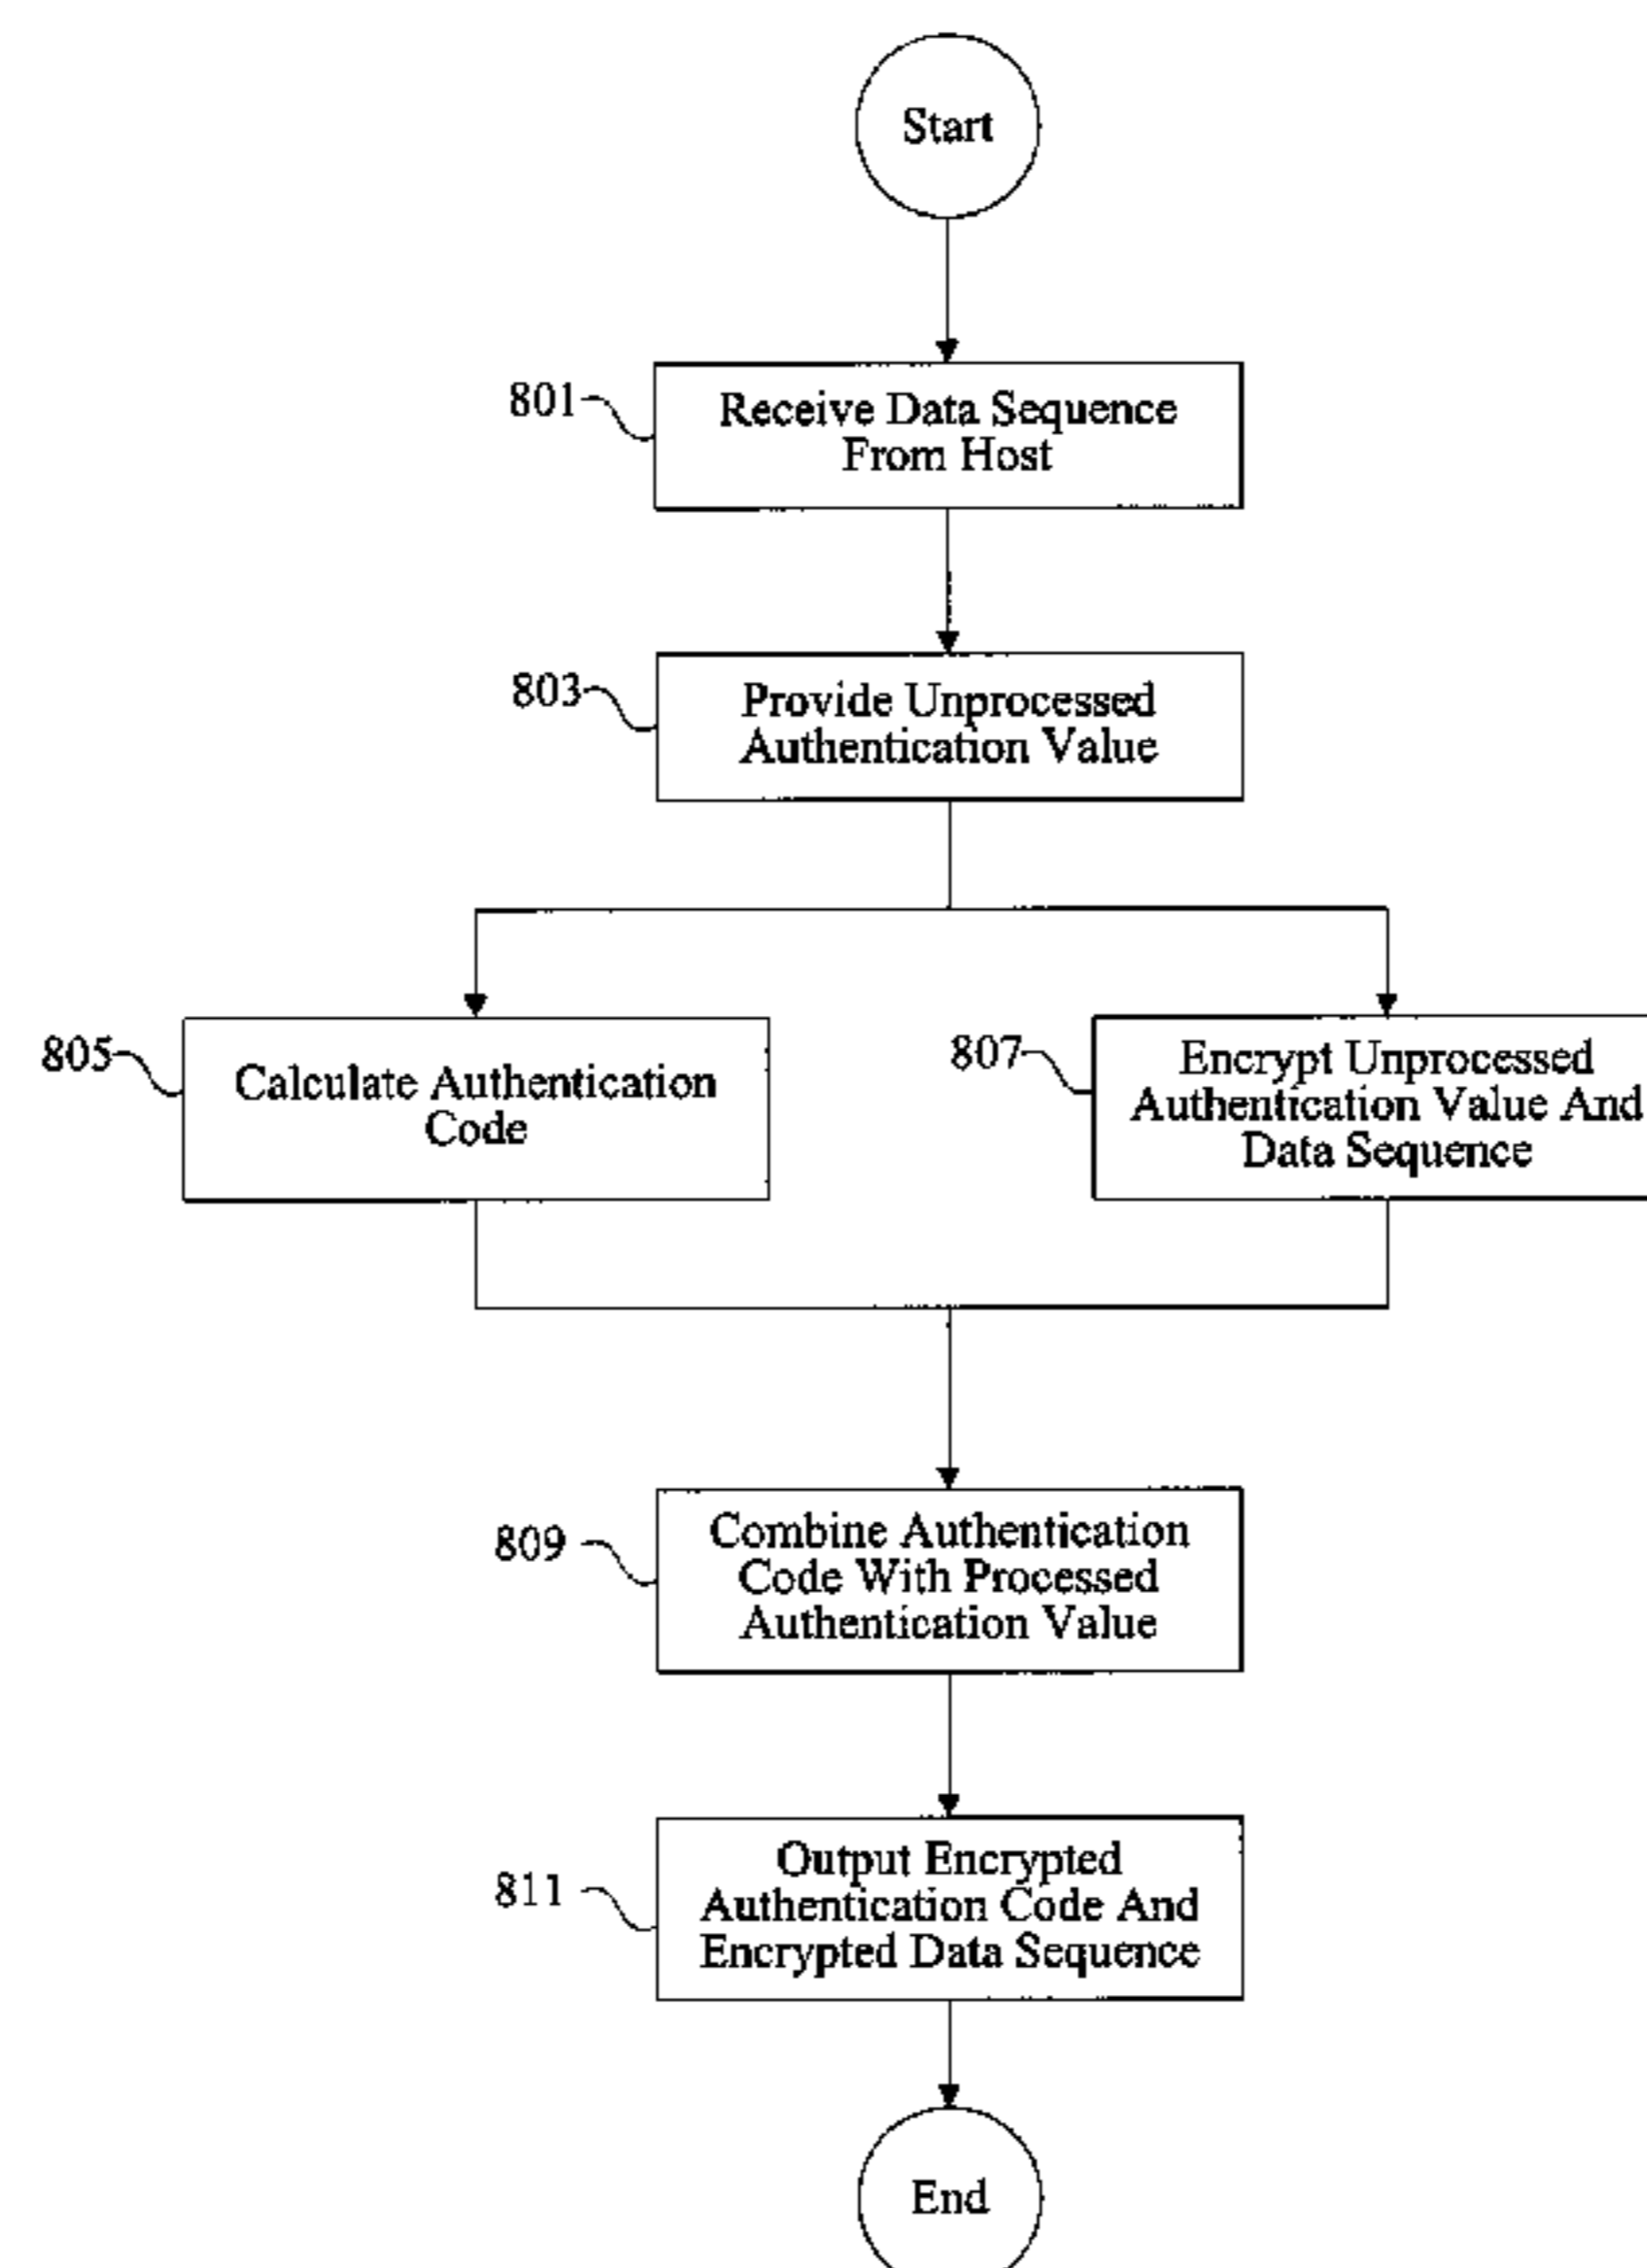 Start
801
Receive Data Sequence
From Host
803
Provide Unprocessed
Authentication Value
805
Calculate Authentication
Code
807
Encrypt Unprocessed
Authentication Value And
Data Sequence
809
Combine Authentication
Code With Processed
Authentication Value
811
Output Encrypted
Authentication Code And
Encrypted Data Sequence
End